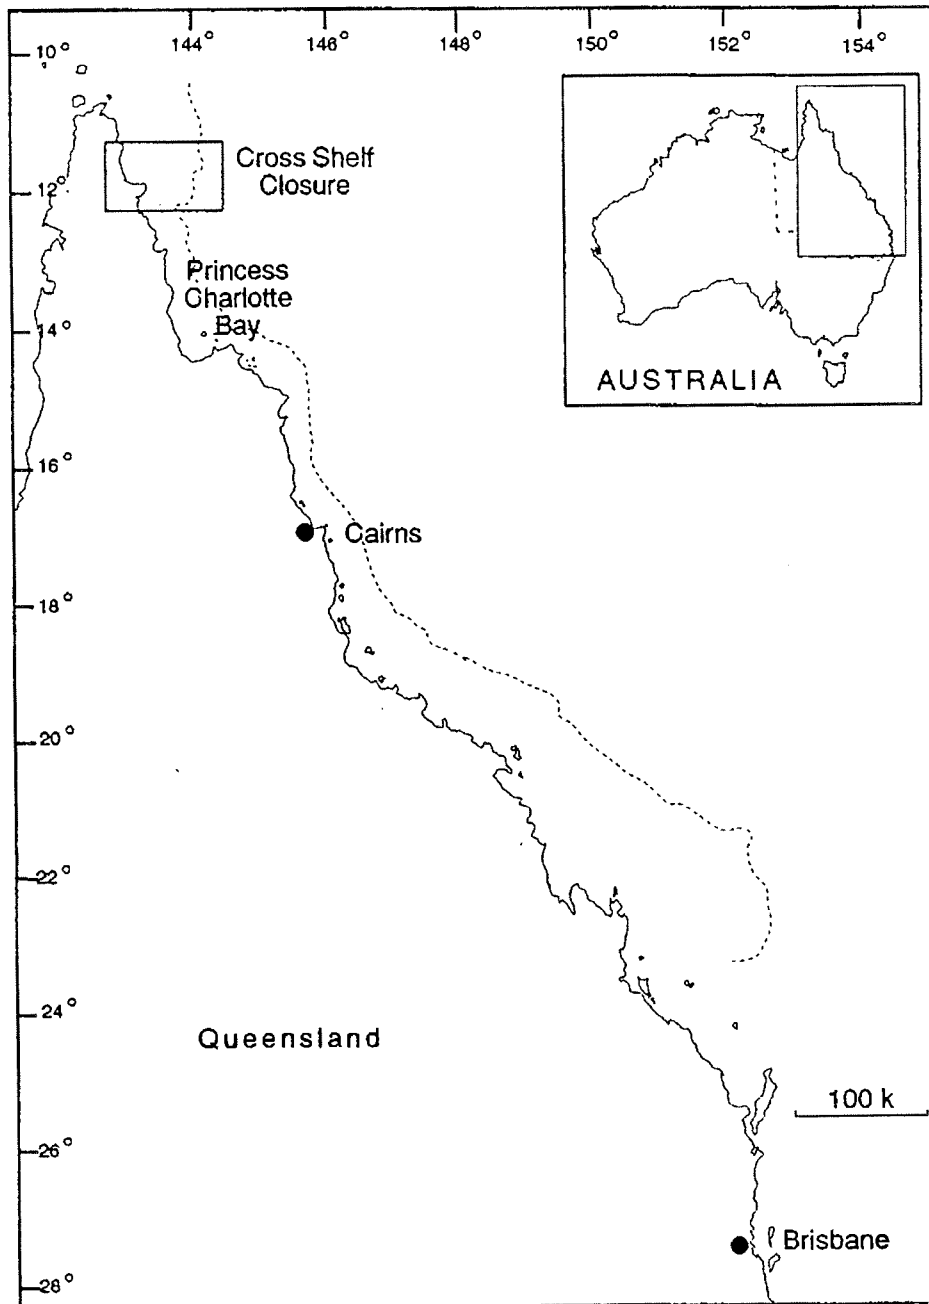 144° 146° 148° 150° 152° 154°
10°
Cross Shelf
Closure
12°
Princess
Charlotte
Bay
14°
AUSTRALIA
16°
Cairns
18°
20°
22°
24°
Queensland
100 k
26°
Brisbane
28°